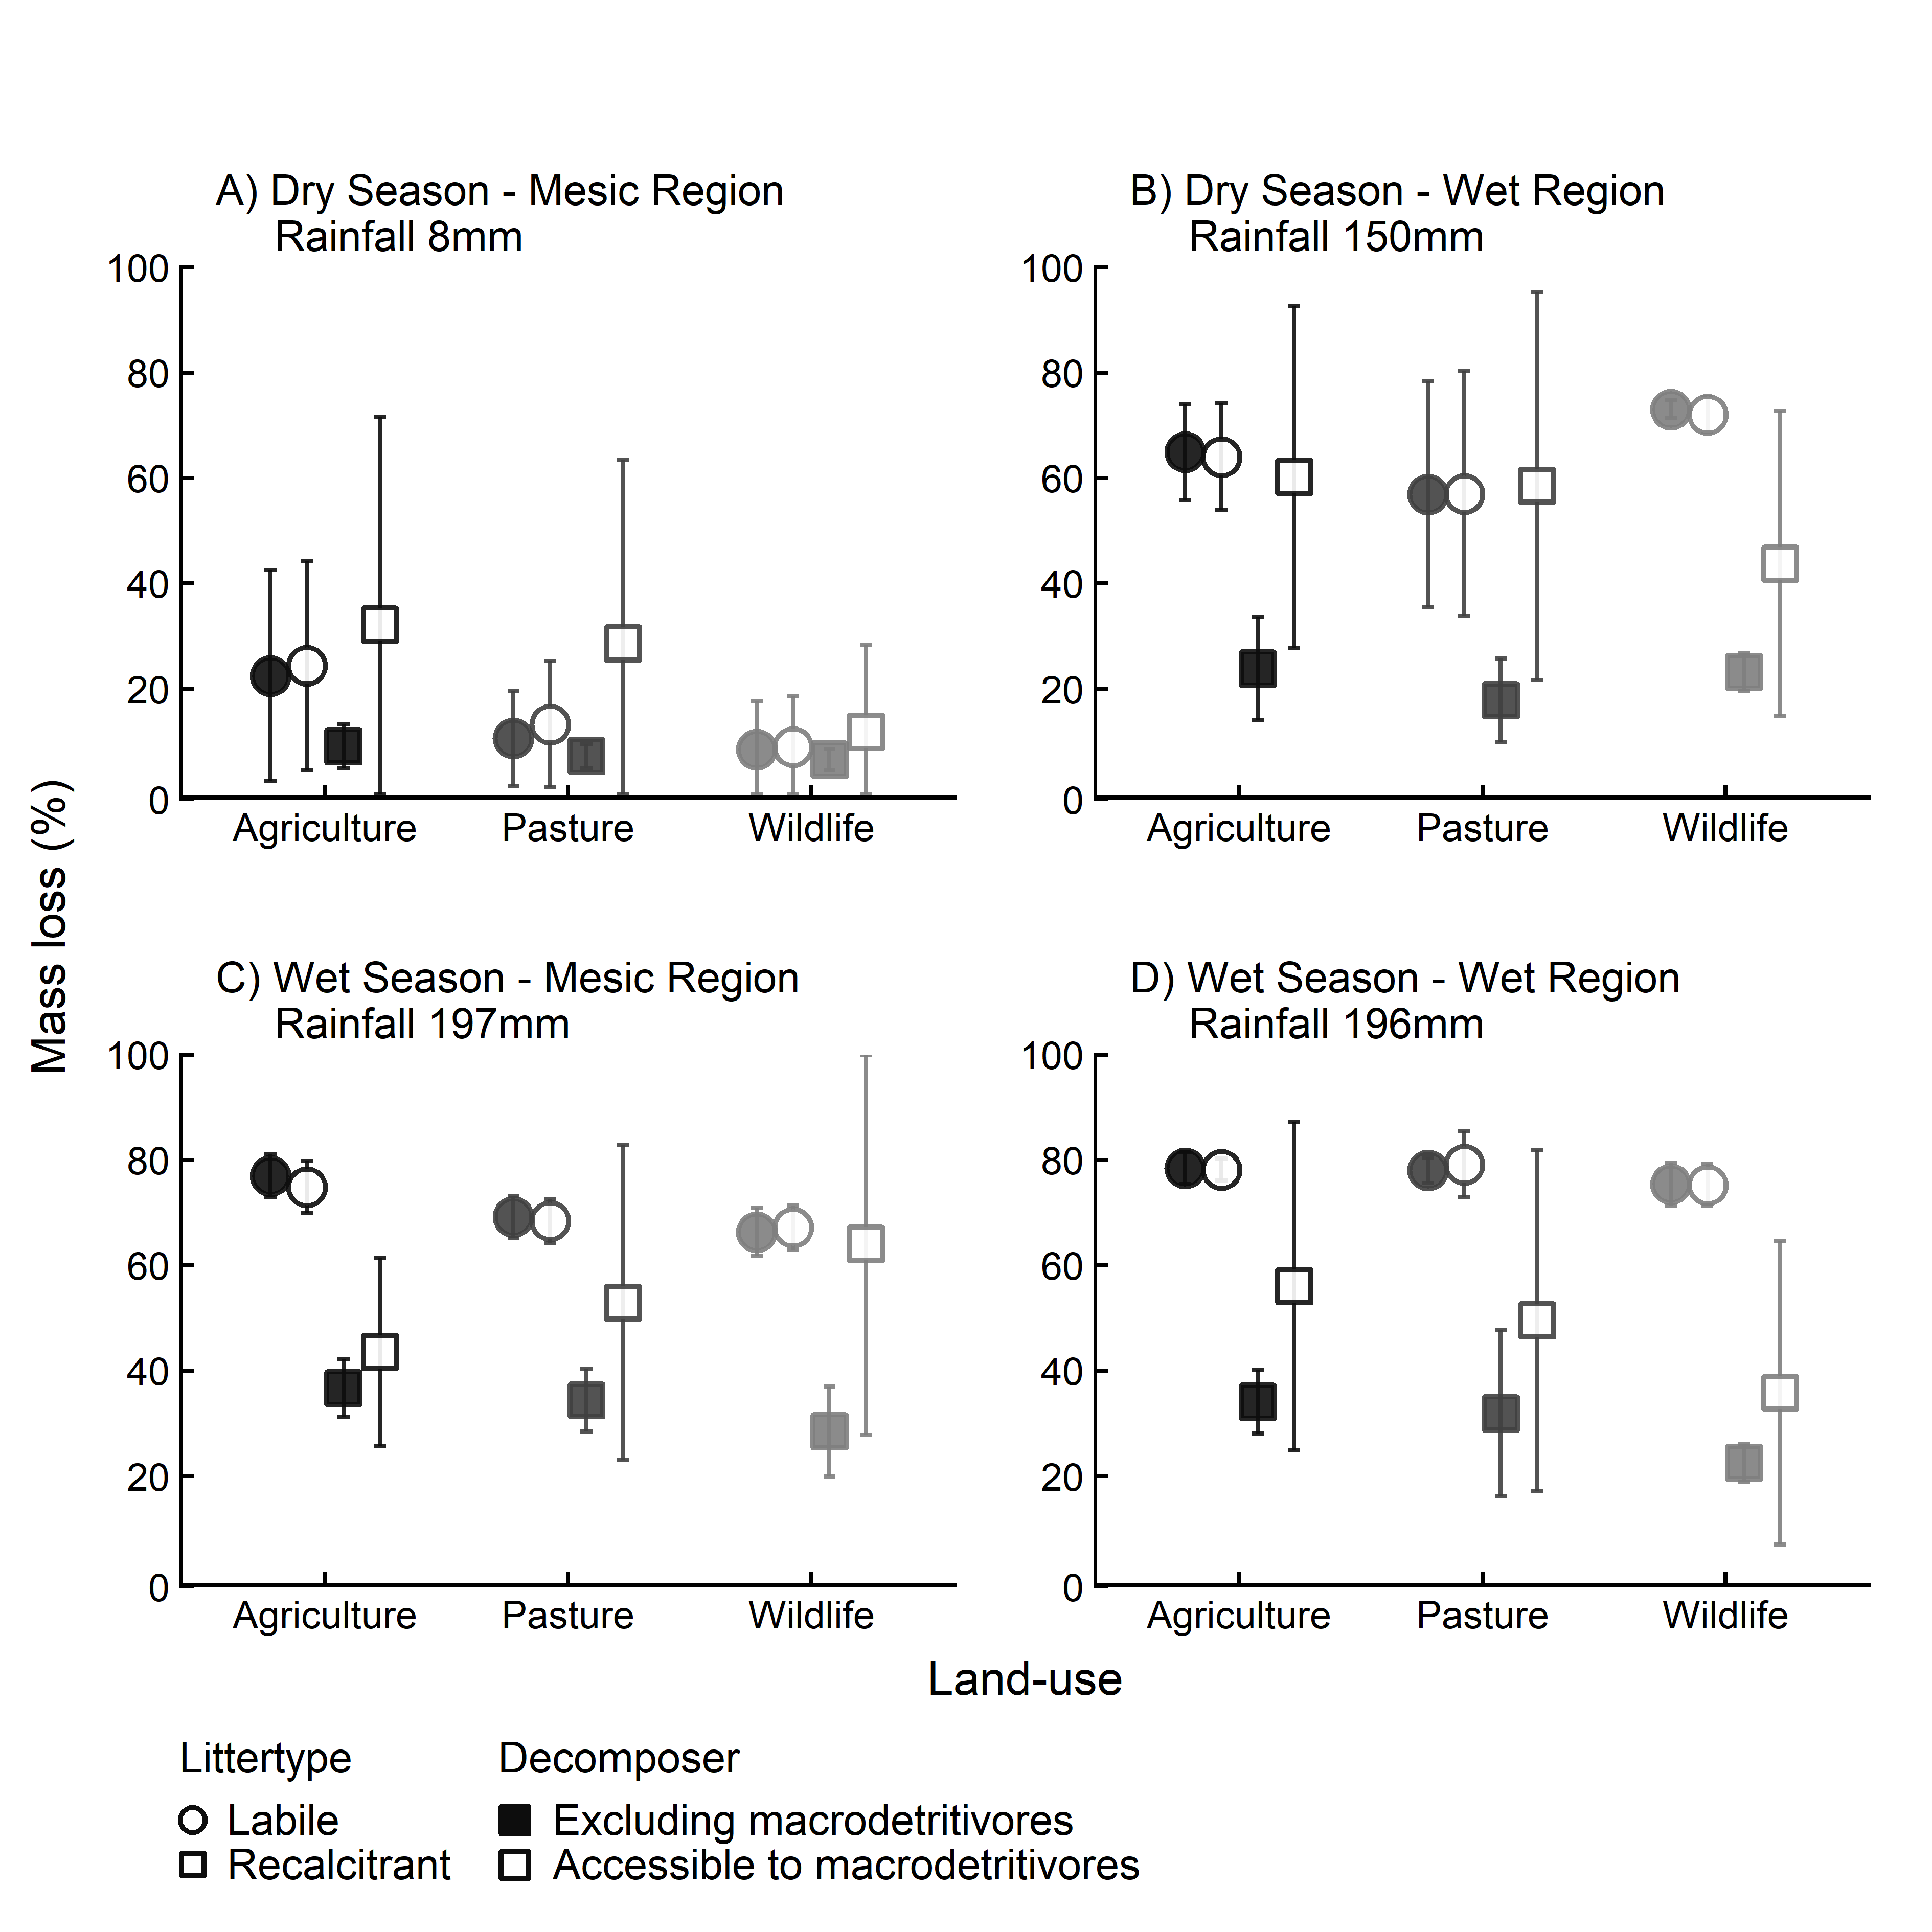 A) Dry Season - Mesic Region
Rainfall 8mm
100
80
60
40
20
0
Agriculture Pasture Wildlife
B) Dry Season - Wet Region
Rainfall 150mm
100
80
60
40
20
0
Agriculture Pasture Wildlife
Mass loss (%)
C) Wet Season - Mesic Region
Rainfall 197mm
100
80
60
40
20
0
Agriculture Pasture Wildlife
D) Wet Season - Wet Region
Rainfall 196mm
100
80
60
40
20
0
Agriculture Pasture Wildlife
Land-use
Littertype
Labile
Recalcitrant
Decomposer
Excluding macrodetritivores
Accessible to macrodetritivores